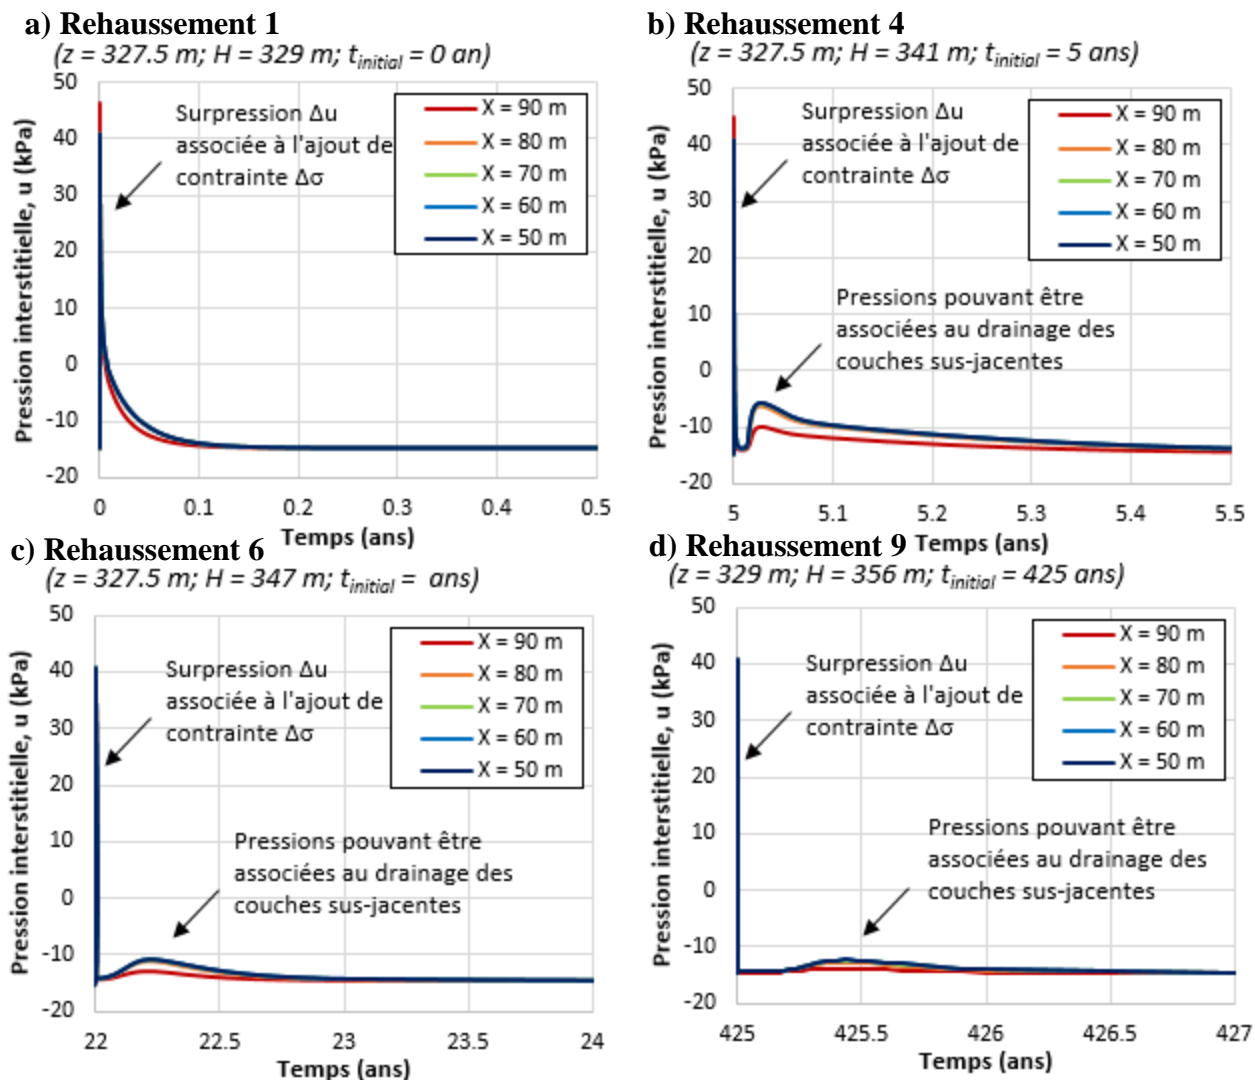 a) Rehaussement 1
(z = 327.5 m; H = 329 m; tinitial = 0 an)
Pression interstitielle, u (kPa)
50
40
30
20
10
0
-10
-20
Surpression Δu
associée à l'ajout de
contrainte Δσ
X = 90 m
X = 80 m
X = 70 m
X = 60 m
X = 50 m
0
0.1
0.2
0.3
0.4
0.5
Temps (ans)
b) Rehaussement 4
(z = 327.5 m; H = 341 m; tinitial = 5 ans)
Pression interstitielle, u (kPa)
50
40
30
20
10
0
-10
-20
Surpression Δu
associée à l'ajout de
contrainte Δσ
X = 90 m
X = 80 m
X = 70 m
X = 60 m
X = 50 m
Pressions pouvant être
associées au drainage des
couches sus-jacentes
5
5.1
5.2
5.3
5.4
5.5
Temps (ans)
c) Rehaussement 6
(z = 327.5 m; H = 347 m; tinitial = ans)
Pression interstitielle, u (kPa)
50
40
30
20
10
0
-10
-20
Surpression Δu
associée à l'ajout de
contrainte Δσ
X = 90 m
X = 80 m
X = 70 m
X = 60 m
X = 50 m
Pressions pouvant être
associées au drainage des
couches sus-jacentes
22
22.5
23
23.5
24
Temps (ans)
d) Rehaussement 9
(z = 329 m; H = 356 m; tinitial = 425 ans)
Pression interstitielle, u (kPa)
50
40
30
20
10
0
-10
-20
Surpression Δu
associée à l'ajout de
contrainte Δσ
X = 90 m
X = 80 m
X = 70 m
X = 60 m
X = 50 m
Pressions pouvant être
associées au drainage des
couches sus-jacentes
425
425.5
426
426.5
427
Temps (ans)